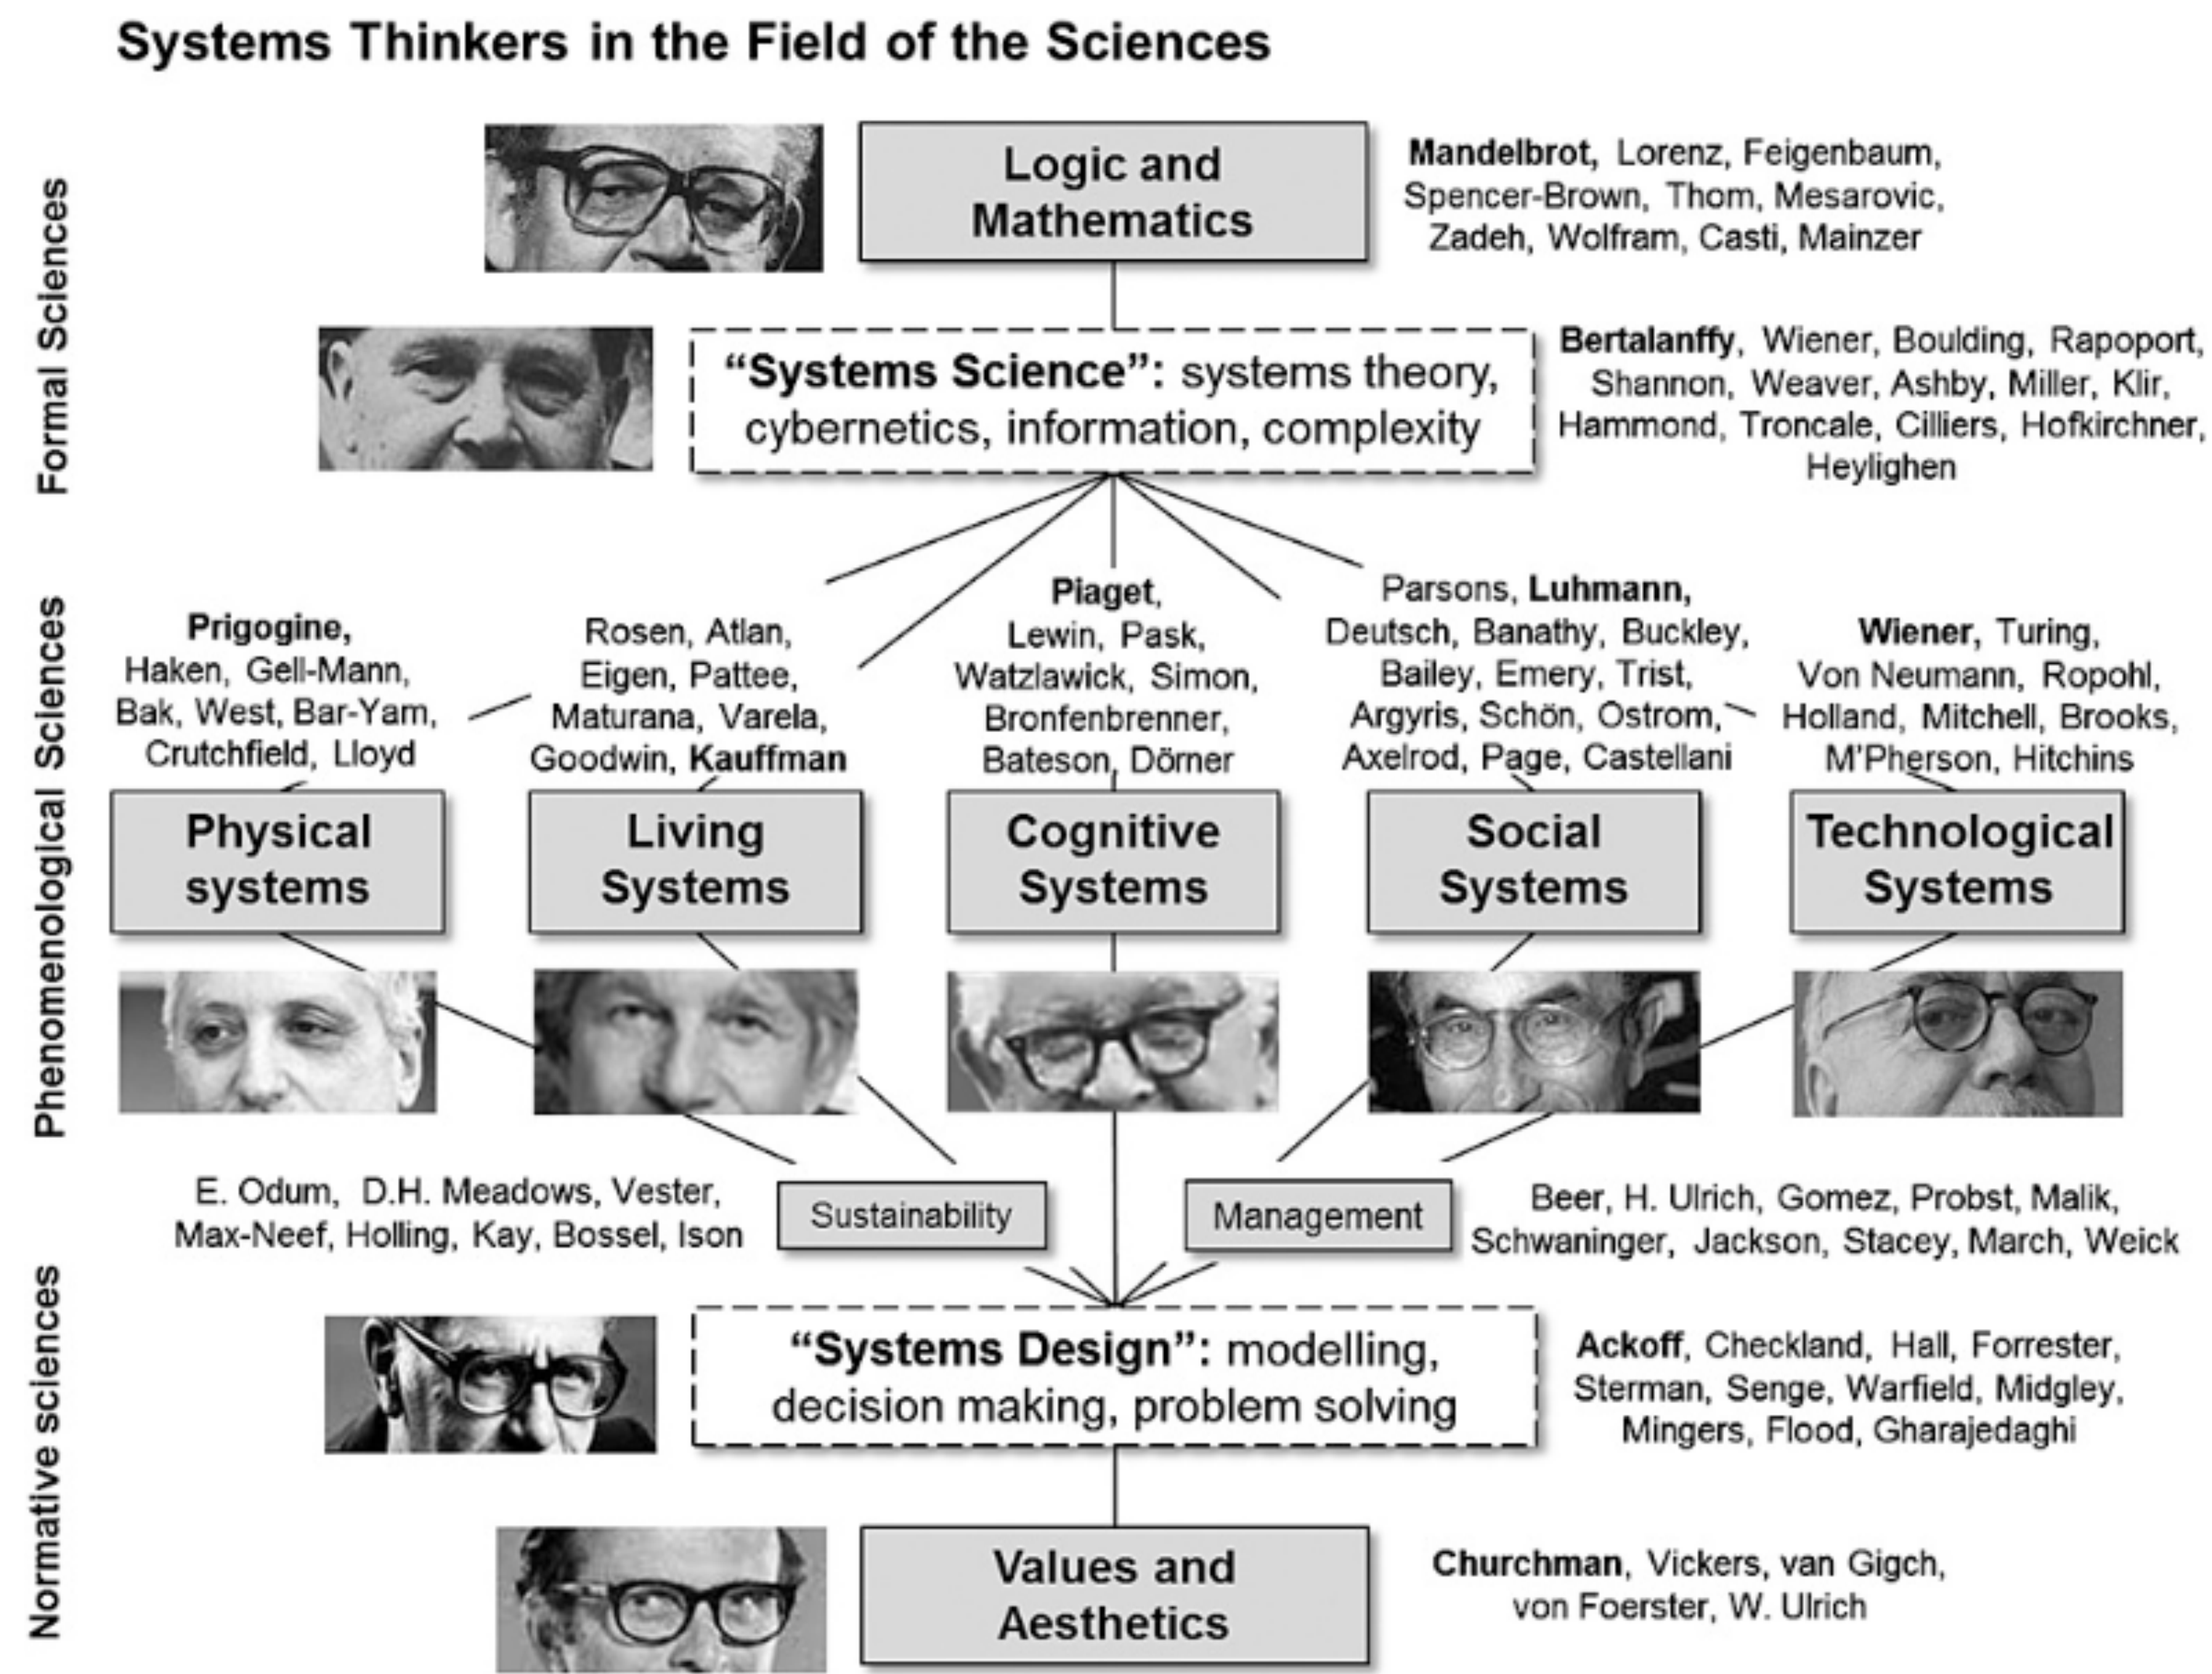 Systems Thinkers in the Field of the Sciences
Formal Sciences
Logic and
Mathematics
Mandelbrot, Lorenz, Feigenbaum,
Spencer-Brown, Thom, Mesarovic,
Zadeh, Wolfram, Casti, Mainzer
“Systems Science”: systems theory,
cybernetics, information, complexity
Bertalanffy, Wiener, Boulding, Rapoport,
Shannon, Weaver, Ashby, Miller, Klir,
Hammond, Troncale, Cilliers, Hofkirchner,
Heylighen
Phenomenological Sciences
Prigogine,
Haken, Gell-Mann,
Bak, West, Bar-Yam,
Crutchfield, Lloyd
Physical
systems
Rosen, Atlan,
Eigen, Pattee,
Maturana, Varela,
Goodwin, Kauffman
Living
Systems
Piaget,
Lewin, Pask,
Watzlawick, Simon,
Bronfenbrenner,
Bateson, Dörner
Cognitive
Systems
Parsons, Luhmann,
Deutsch, Banathy, Buckley,
Bailey, Emery, Trist,
Argyris, Schön, Ostrom,
Axelrod, Page, Castellani
Social
Systems
Wiener, Turing,
Von Neumann, Ropohl,
Holland, Mitchell, Brooks,
M'Pherson, Hitchins
Technological
Systems
E. Odum, D.H. Meadows, Vester,
Max-Neef, Holling, Kay, Bossel, Ison
Sustainability
Management
Beer, H. Ulrich, Gomez, Probst, Malik,
Schwaninger, Jackson, Stacey, March, Weick
Normative sciences
“Systems Design”: modelling,
decision making, problem solving
Ackoff, Checkland, Hall, Forrester,
Sterman, Senge, Warfield, Midgley,
Mingers, Flood, Gharajedaghi
Values and
Aesthetics
Churchman, Vickers, van Gigch,
von Foerster, W. Ulrich